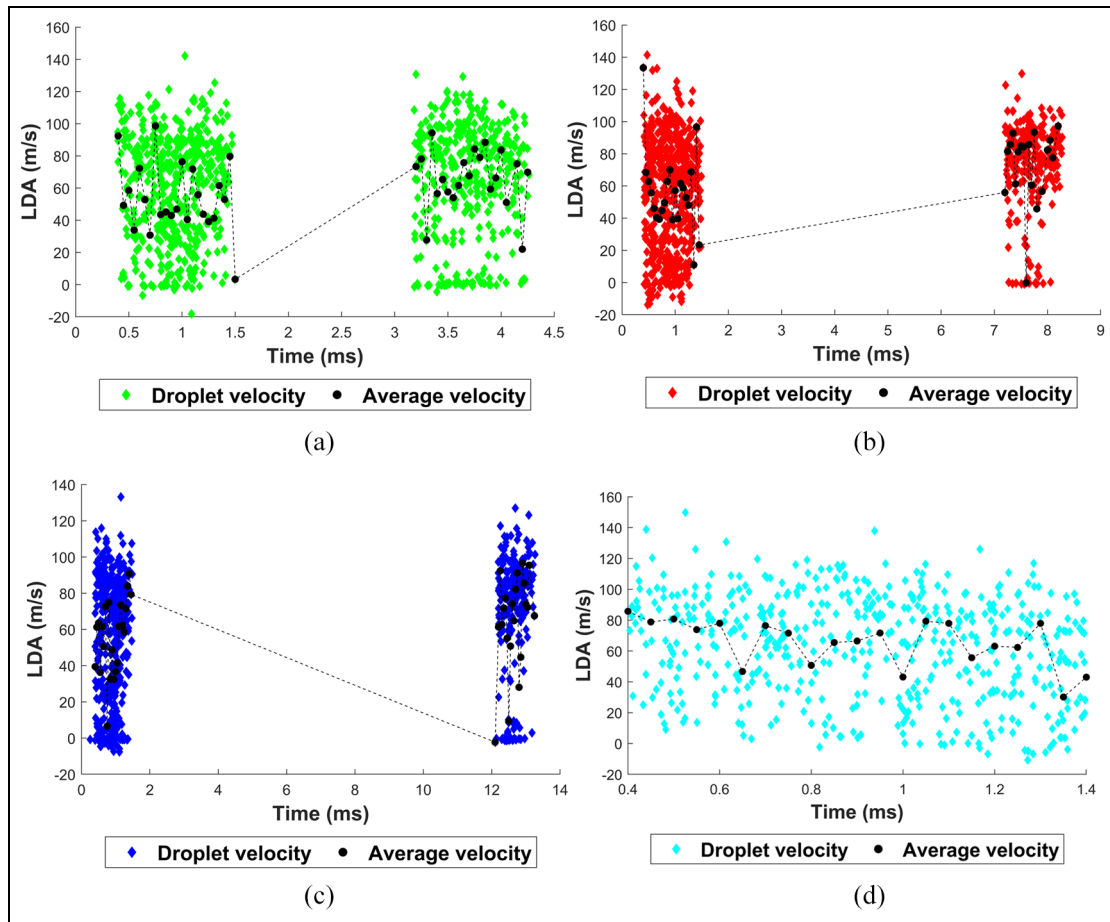 160
140
120
100
80
60
40
20
0
-20
LDA (m/s)
0 0.5 1 1.5 2 2.5 3 3.5 4 4.5
Time (ms)
Droplet velocity Average velocity
(a)
160
140
120
100
80
60
40
20
0
-20
LDA (m/s)
0 1 2 3 4 5 6 7 8 9
Time (ms)
Droplet velocity Average velocity
(b)
140
120
100
80
60
40
20
0
-20
LDA (m/s)
0 2 4 6 8 10 12 14
Time (ms)
Droplet velocity Average velocity
(c)
160
140
120
100
80
60
40
20
0
-20
LDA (m/s)
0.4 0.6 0.8 1 1.2 1.4
Time (ms)
Droplet velocity Average velocity
(d)